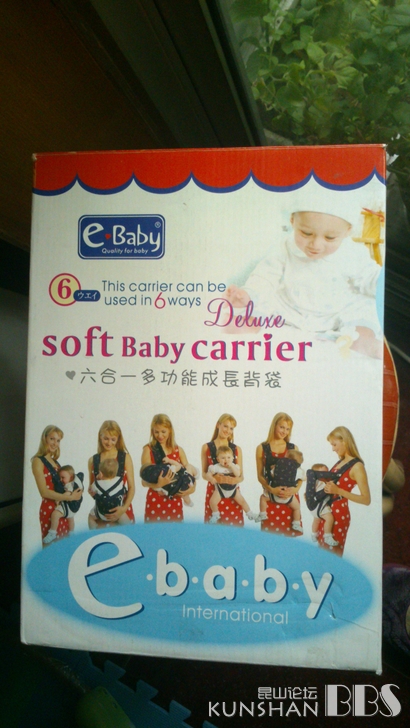 e·Baby®
Quality for baby
6 ウエイ
This carrier can be
used in 6 ways
Deluxe
soft Baby carrier
六合一多功能成長背袋
e·b·a·b·y
International
昆山论坛
KUNSHAN BBS